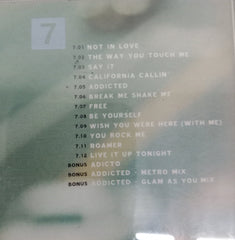 7
7.01 NOT IN LOVE
7.02 THE WAY YOU TOUCH ME
7.03 SAY IT
7.04 CALIFORNIA CALLIN'
7.05 ADDICTED
7.06 BREAK ME SHAKE ME
7.07 FREE
7.08 BE YOURSELF
7.09 WISH YOU WERE HERE (WITH ME)
7.10 YOU ROCK ME
7.11 ROAMER
7.12 LIVE IT UP TONIGHT
BONUS ADICTO
BONUS ADDICTED - METRO MIX
BONUS ADDICTED - GLAM AS YOU MIX